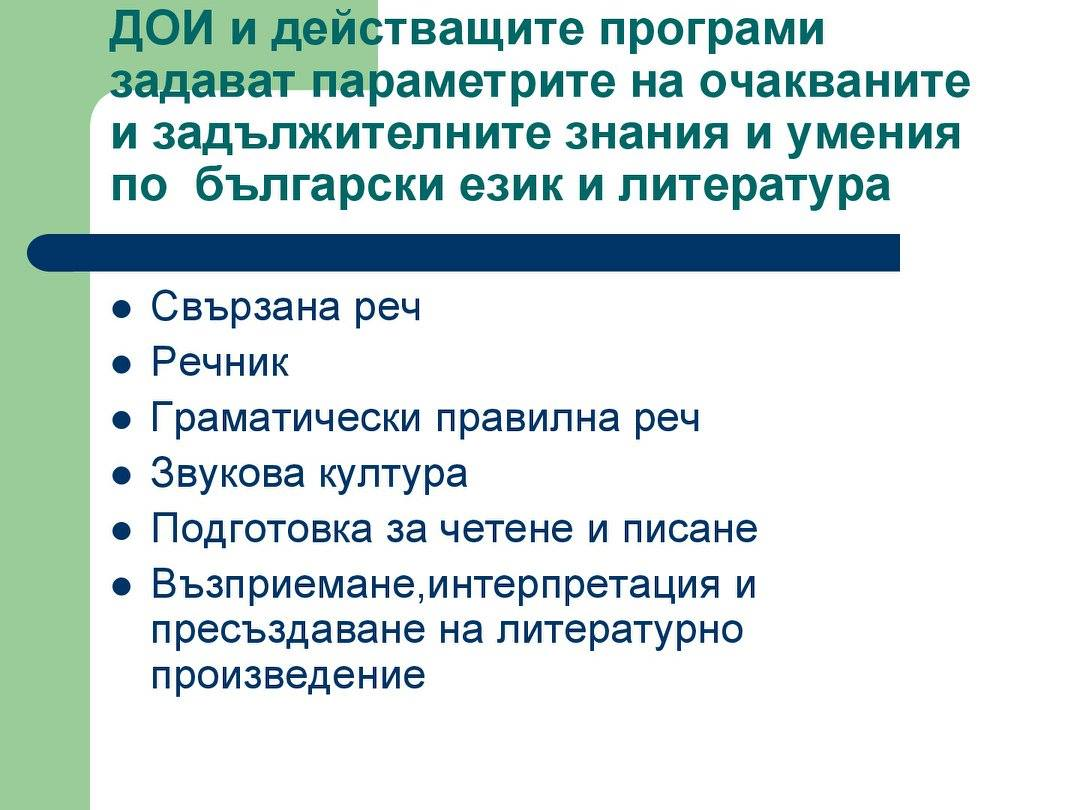 ДОИ и действащите програми
задават параметрите на очакваните
и задължителните знания и умения
по  български език и литература
● Свързана реч
● Речник
● Граматически правилна реч
● Звукова култура
● Подготовка за четене и писане
● Възприемане,интерпретация и
пресъздаване на литературно
произведение